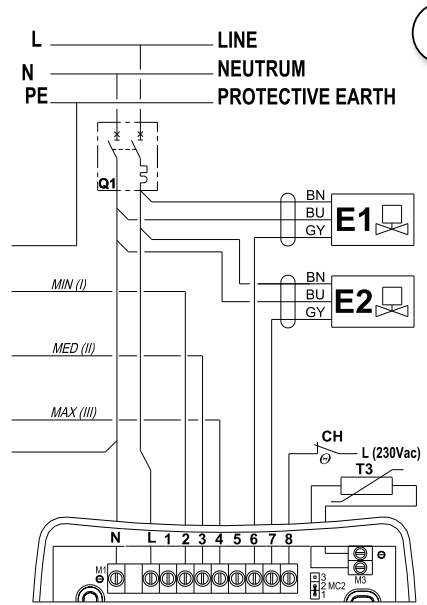 L LINE
N NEUTRUM
PE PROTECTIVE EARTH
Q1
BN
BU
GY
E1
BN
BU
GY
E2
MIN (I)
MED (II)
MAX (III)
CH
L (230Vac)
T3
N L 1 2 3 4 5 6 7 8
M1
3
2
1
MC2
M3